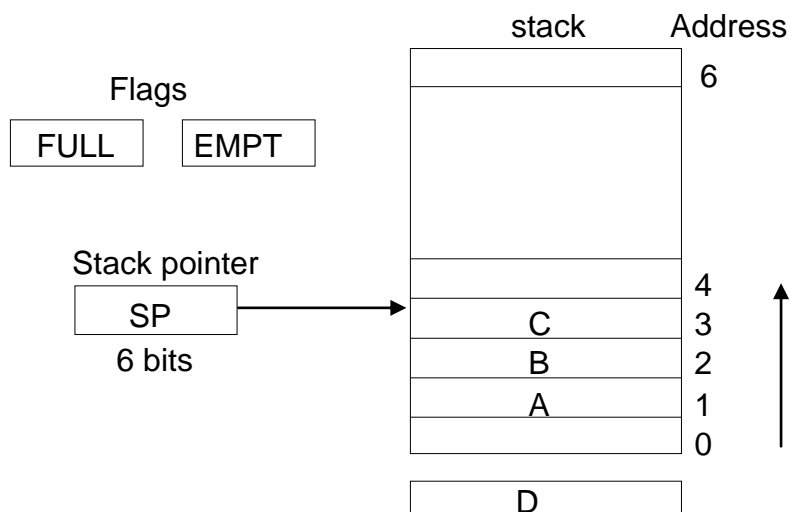 stack Address
6
Flags
FULL EMPT
4
Stack pointer
SP
C 3
6 bits
B 2
A 1
0
D